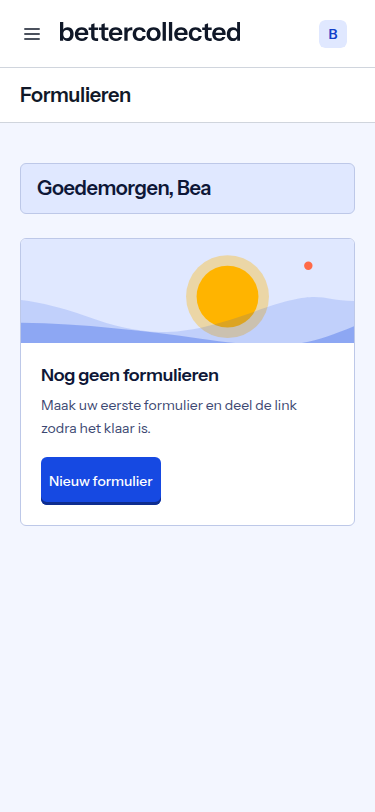 bettercollected
B
Formulieren
Goedemorgen, Bea
Nog geen formulieren
Maak uw eerste formulier en deel de link
zodra het klaar is.
Nieuw formulier